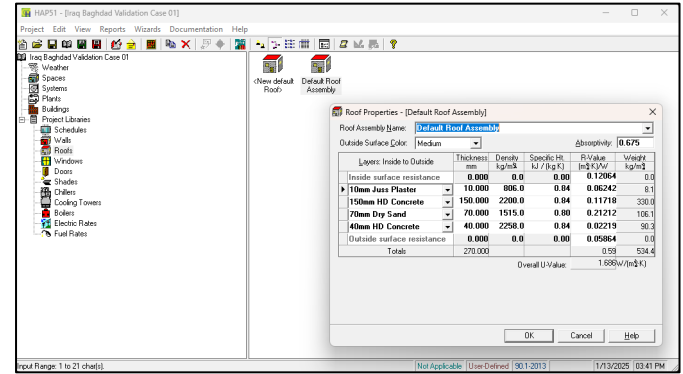 HAP51 - [Iraq Baghdad Validation Case 01]
Project Edit View Reports Wizards Documentation Help
Iraq Baghdad Validation Case 01
Weather
Spaces
Systems
Plants
Buildings
Project Libraries
Schedules
Walls
Roofs
Windows
Doors
Shades
Chillers
Cooling Towers
Boilers
Electric Rates
Fuel Rates
<New default Roof>
Default Roof Assembly
Roof Properties - [Default Roof Assembly]
Roof Assembly Name: Default Roof Assembly
Outside Surface Color: Medium Absorptivity: 0.675
Layers: Inside to Outside Thickness mm Density kg/m³ Specific Ht. kJ / (kg K) R-Value (m²K)/W Weight kg/m²
Inside surface resistance 0.000 0.0 0.00 0.12064 0.0
10mm Juss Plaster 10.000 806.0 0.84 0.06242 8.1
150mm HD Concrete 150.000 2200.0 0.84 0.11718 330.0
70mm Dry Sand 70.000 1515.0 0.80 0.21212 106.1
40mm HD Concrete 40.000 2258.0 0.84 0.02219 90.3
Outside surface resistance 0.000 0.0 0.00 0.05864 0.0
Totals 270.000 0.59 534.4
Overall U-Value: 1.686 W/(m²K)
OK Cancel Help
Input Range: 1 to 21 char(s). Not Applicable User-Defined 90.1-2013 1/13/2025 03:41 PM